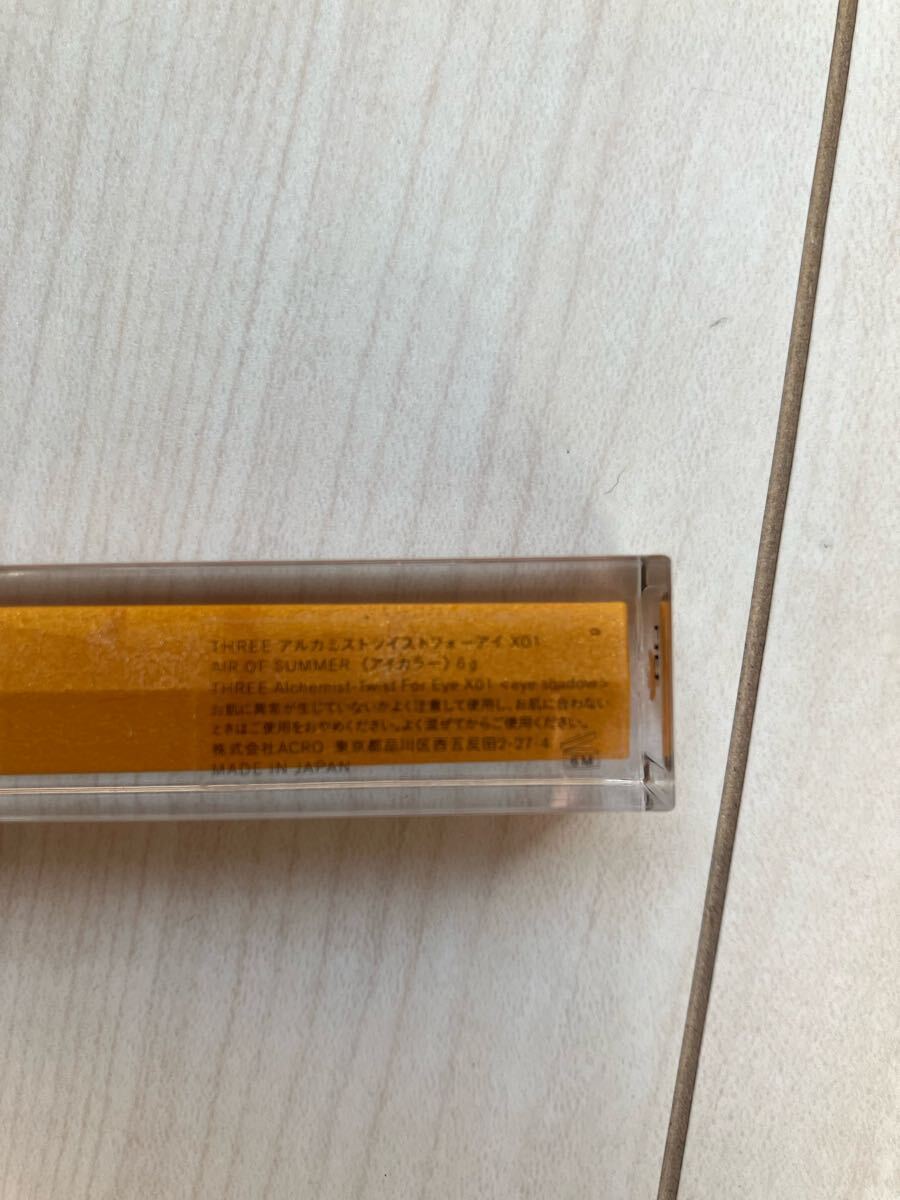 THREE アルカミストツイストフォーアイ X01
AIR OF SUMMER 《アイカラー》6g
THREE Alchemist Twist For Eye X01 <eye shadow>
お肌に異常が生じていないかよく注意して使用し、お肌に合わない
ときはご使用をおやめください。よく混ぜてからご使用ください。
株式会社ACRO 東京都品川区西五反田2-27-4
MADE IN JAPAN
6M